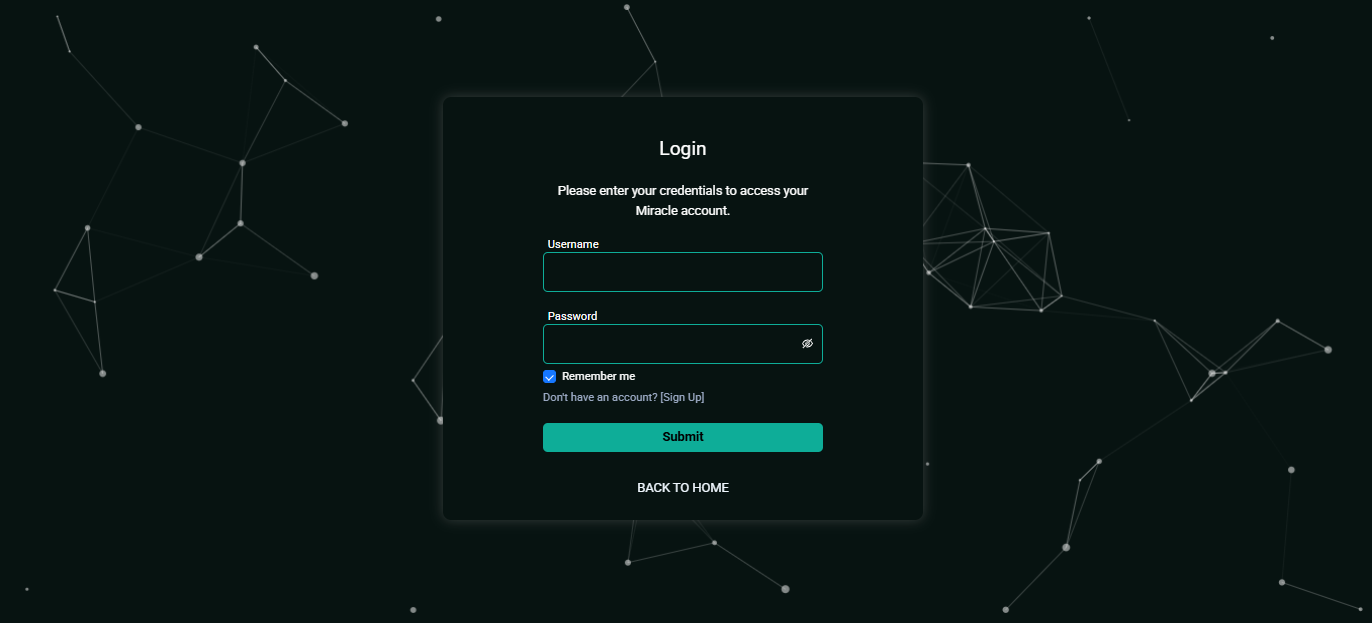 Login
Please enter your credentials to access your
Miracle account.
Username
Password
Remember me
Don't have an account? [Sign Up]
Submit
BACK TO HOME